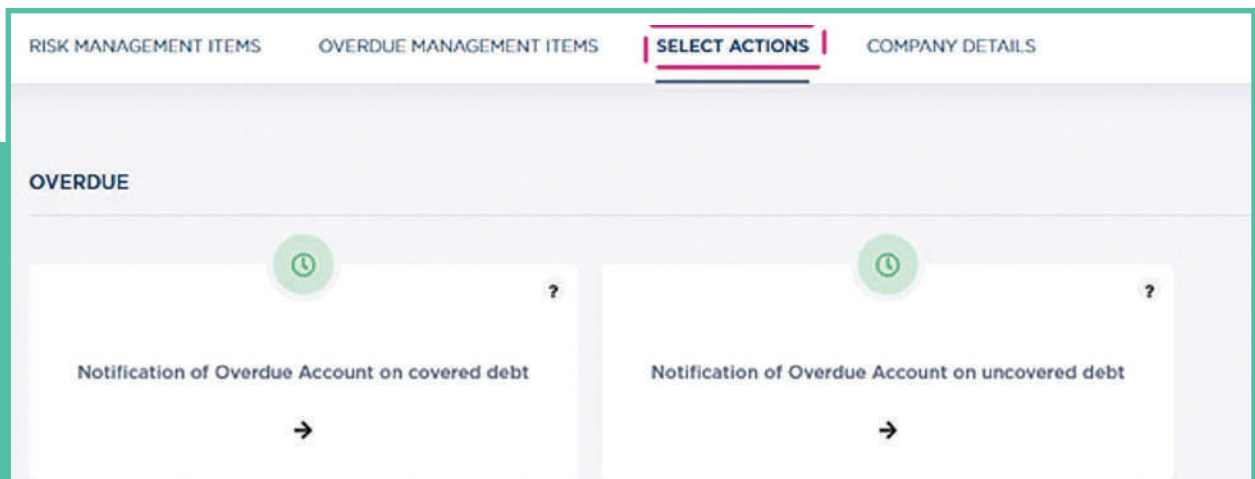 RISK MANAGEMENT ITEMS OVERDUE MANAGEMENT ITEMS SELECT ACTIONS COMPANY DETAILS
OVERDUE
? ?
Notification of Overdue Account on covered debt Notification of Overdue Account on uncovered debt
→ →